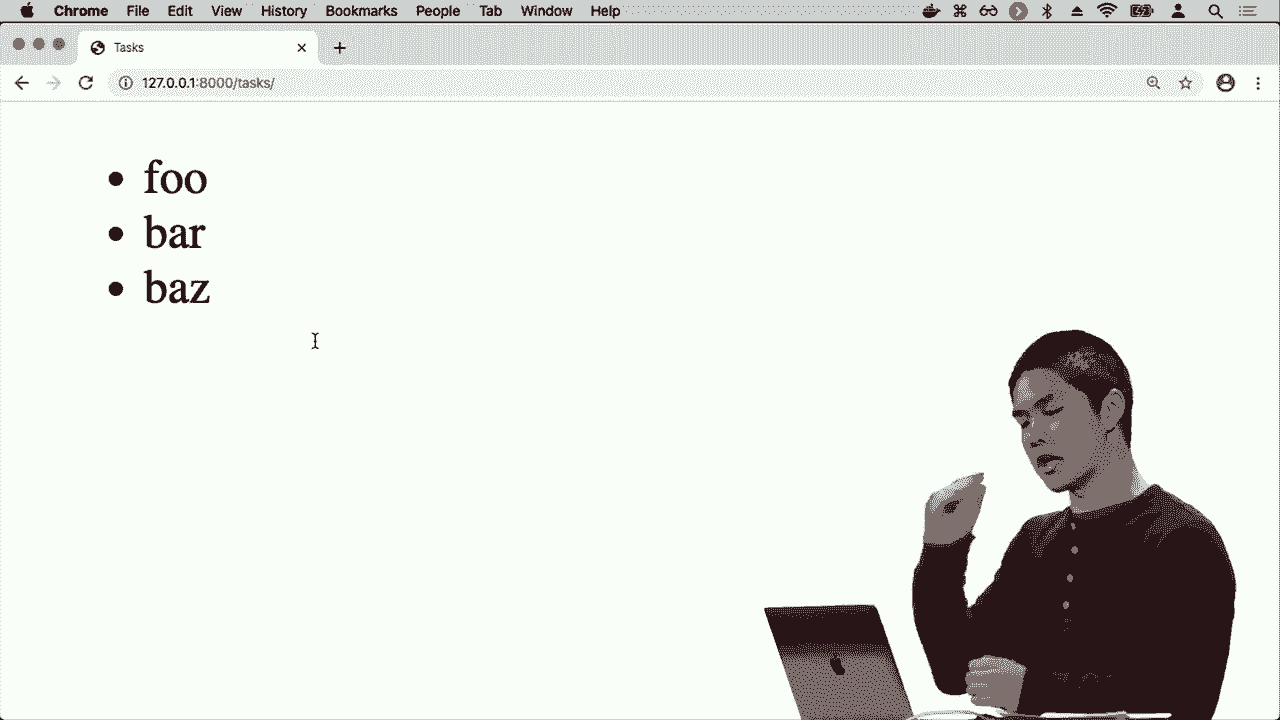 Chrome File Edit View History Bookmarks People Tab Window Help
Tasks
127.0.0.1:8000/tasks/
• foo
• bar
• baz